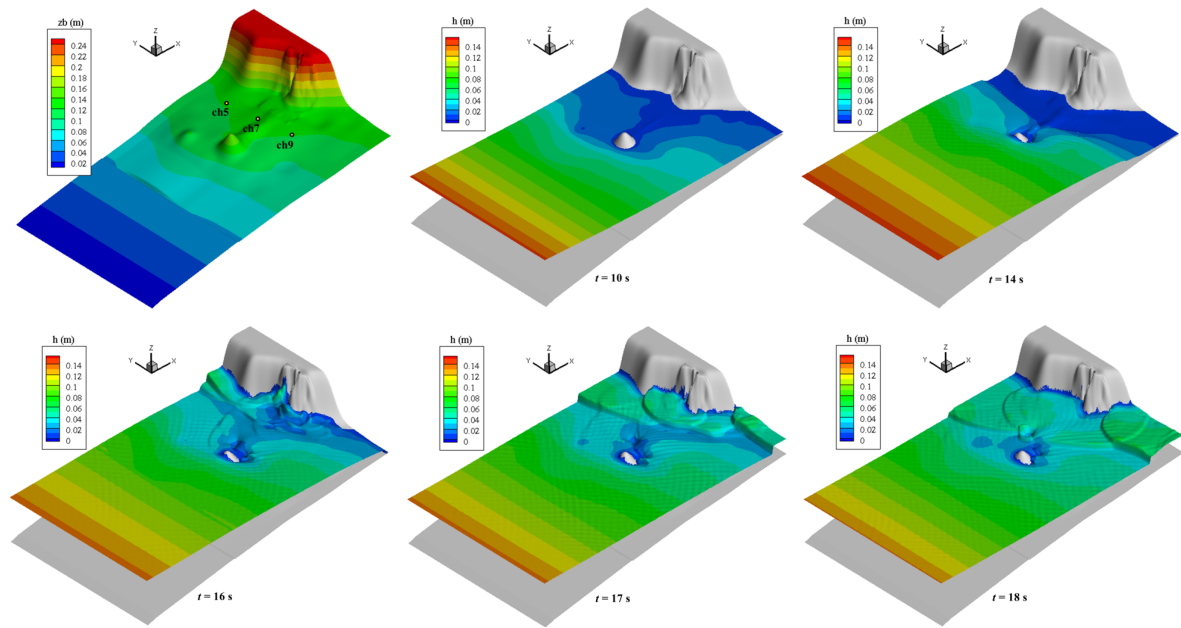 zb (m)
0.24
0.22
0.2
0.18
0.16
0.14
0.12
0.1
0.08
0.06
0.04
0.02
Z
Y
X
ch5
ch7
ch9
h (m)
0.14
0.12
0.1
0.08
0.06
0.04
0.02
0
Z
Y
X
t = 10 s
h (m)
0.14
0.12
0.1
0.08
0.06
0.04
0.02
0
Z
Y
X
t = 14 s
h (m)
0.14
0.12
0.1
0.08
0.06
0.04
0.02
0
Z
Y
X
t = 16 s
h (m)
0.14
0.12
0.1
0.08
0.06
0.04
0.02
0
Z
Y
X
t = 17 s
h (m)
0.14
0.12
0.1
0.08
0.06
0.04
0.02
0
Z
Y
X
t = 18 s